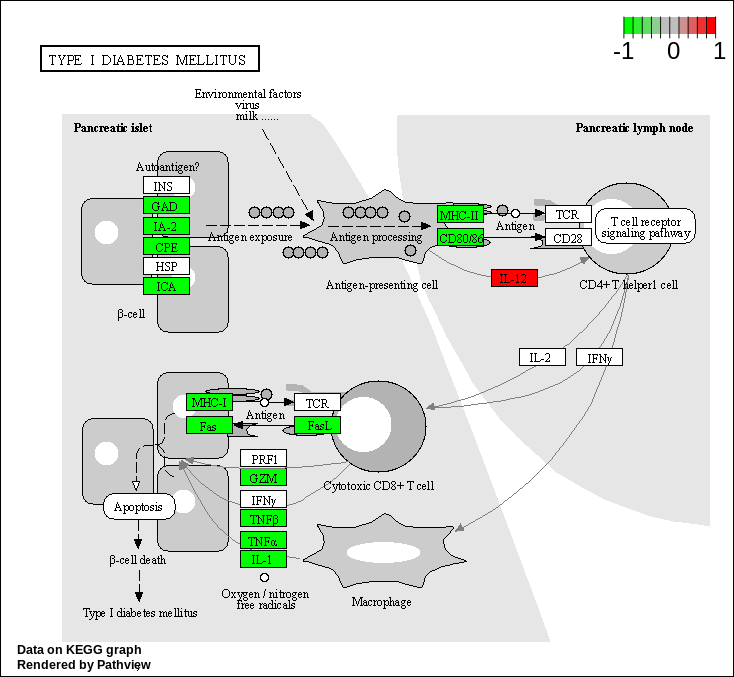 -1 0 1
TYPE I DIABETES MELLITUS
Environmental factors
virus
milk ......
Pancreatic islet
Pancreatic lymph node
Autoantigen?
INS
GAD
IA-2
CPE
HSP
ICA
β-cell
Antigen exposure
Antigen processing
Antigen-presenting cell
MHC-II
CD80/86
Antigen
TCR
CD28
T cell receptor
signaling pathway
IL-12
CD4+ T helper1 cell
IL-2
IFNγ
MHC-I
Fas
Antigen
TCR
FasL
Cytotoxic CD8+ T cell
PRF1
GZM
IFNγ
TNFβ
TNFα
IL-1
Oxygen / nitrogen
free radicals
Macrophage
Apoptosis
β-cell death
Type I diabetes mellitus
Data on KEGG graph
Rendered by Pathview